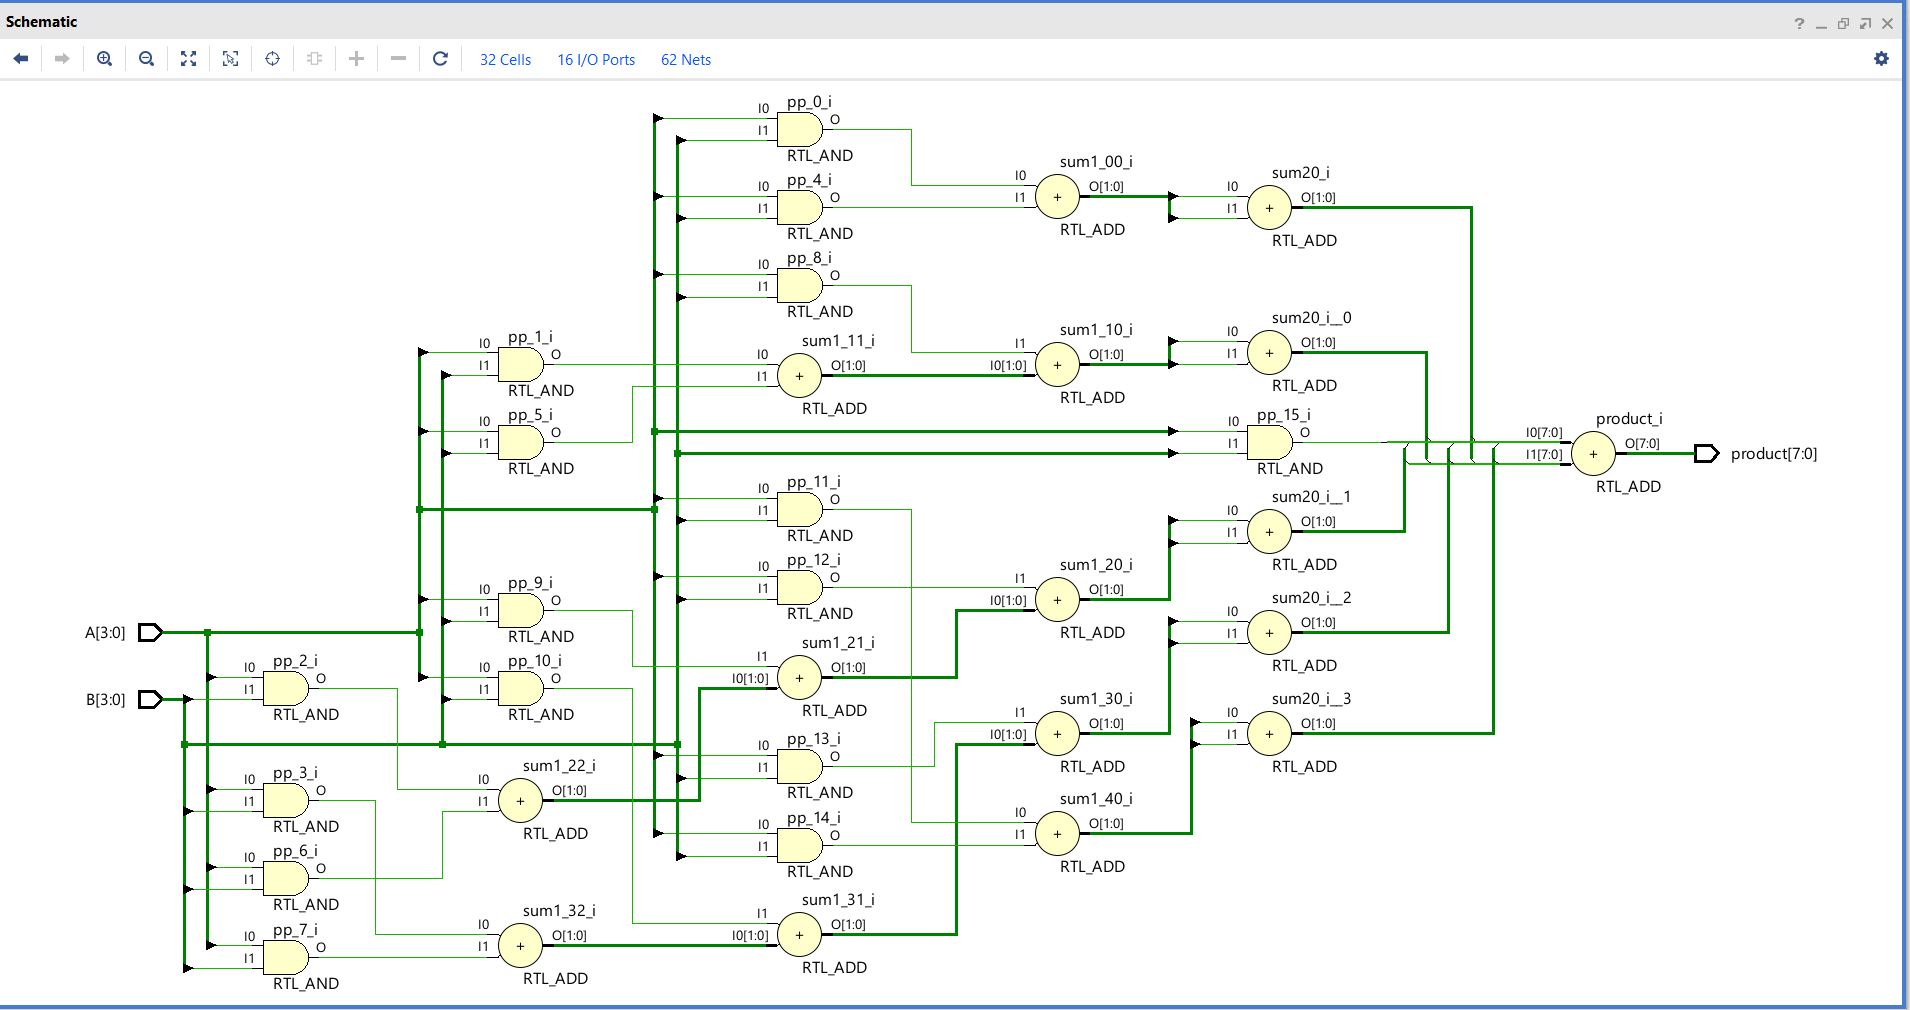 Schematic
32 Cells 16 I/O Ports 62 Nets
pp_0_i
I0
I1
O
RTL_AND
pp_4_i
I0
I1
O
RTL_AND
sum1_00_i
I0
I1
O[1:0]
RTL_ADD
sum20_i
I0
I1
O[1:0]
RTL_ADD
pp_8_i
I0
I1
O
RTL_AND
pp_1_i
I0
I1
O
RTL_AND
sum1_11_i
I0
I1
O[1:0]
RTL_ADD
sum1_10_i
I1
I0[1:0]
O[1:0]
RTL_ADD
sum20_i__0
I0
I1
O[1:0]
RTL_ADD
pp_5_i
I0
I1
O
RTL_AND
pp_15_i
I0
I1
O
RTL_AND
product_i
I0[7:0]
I1[7:0]
O[7:0]
RTL_ADD
product[7:0]
pp_11_i
I0
I1
O
RTL_AND
sum20_i__1
I0
I1
O[1:0]
RTL_ADD
pp_12_i
I0
I1
O
RTL_AND
sum1_20_i
I1
I0[1:0]
O[1:0]
RTL_ADD
pp_9_i
I0
I1
O
RTL_AND
sum20_i__2
I0
I1
O[1:0]
RTL_ADD
A[3:0]
B[3:0]
pp_2_i
I0
I1
O
RTL_AND
pp_10_i
I0
I1
O
RTL_AND
sum1_21_i
I1
I0[1:0]
O[1:0]
RTL_ADD
sum1_30_i
I1
I0[1:0]
O[1:0]
RTL_ADD
sum20_i__3
I0
I1
O[1:0]
RTL_ADD
pp_13_i
I0
I1
O
RTL_AND
pp_3_i
I0
I1
O
RTL_AND
sum1_22_i
I0
I1
O[1:0]
RTL_ADD
pp_14_i
I0
I1
O
RTL_AND
sum1_40_i
I0
I1
O[1:0]
RTL_ADD
pp_6_i
I0
I1
O
RTL_AND
pp_7_i
I0
I1
O
RTL_AND
sum1_32_i
I0
I1
O[1:0]
RTL_ADD
sum1_31_i
I1
I0[1:0]
O[1:0]
RTL_ADD